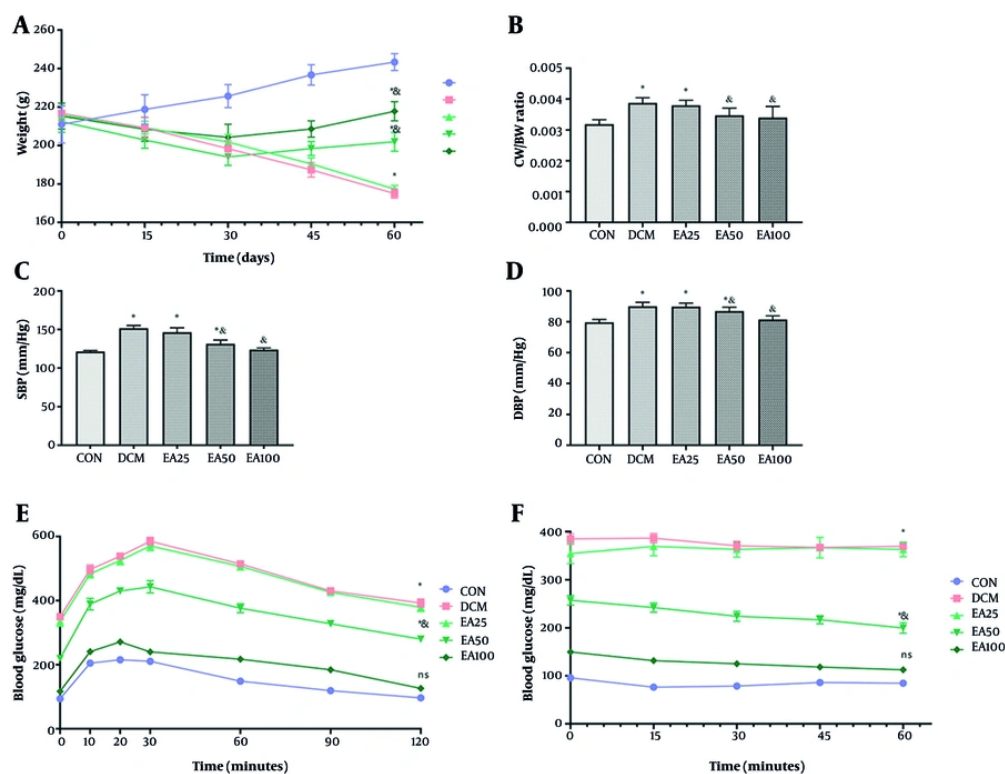 A
Weight (g)
260
240
220
200
180
160
*&
*&
*
0 15 30 45 60
Time (days)
B
CW/BW ratio
0.005
0.004
0.003
0.002
0.001
0.000
* * & &
CON DCM EA25 EA50 EA100
C
SBP (mm/Hg)
200
150
100
50
0
* * *& &
CON DCM EA25 EA50 EA100
D
DBP (mm/Hg)
100
80
60
40
20
0
* * *& &
CON DCM EA25 EA50 EA100
E
Blood glucose (mg/dL)
600
400
200
0
*
*&
ns
0 10 20 30 60 90 120
Time (minutes)
CON
DCM
EA25
EA50
EA100
F
Blood glucose (mg/dL)
400
300
200
100
0
*
*&
ns
0 15 30 45 60
Time (minutes)
CON
DCM
EA25
EA50
EA100